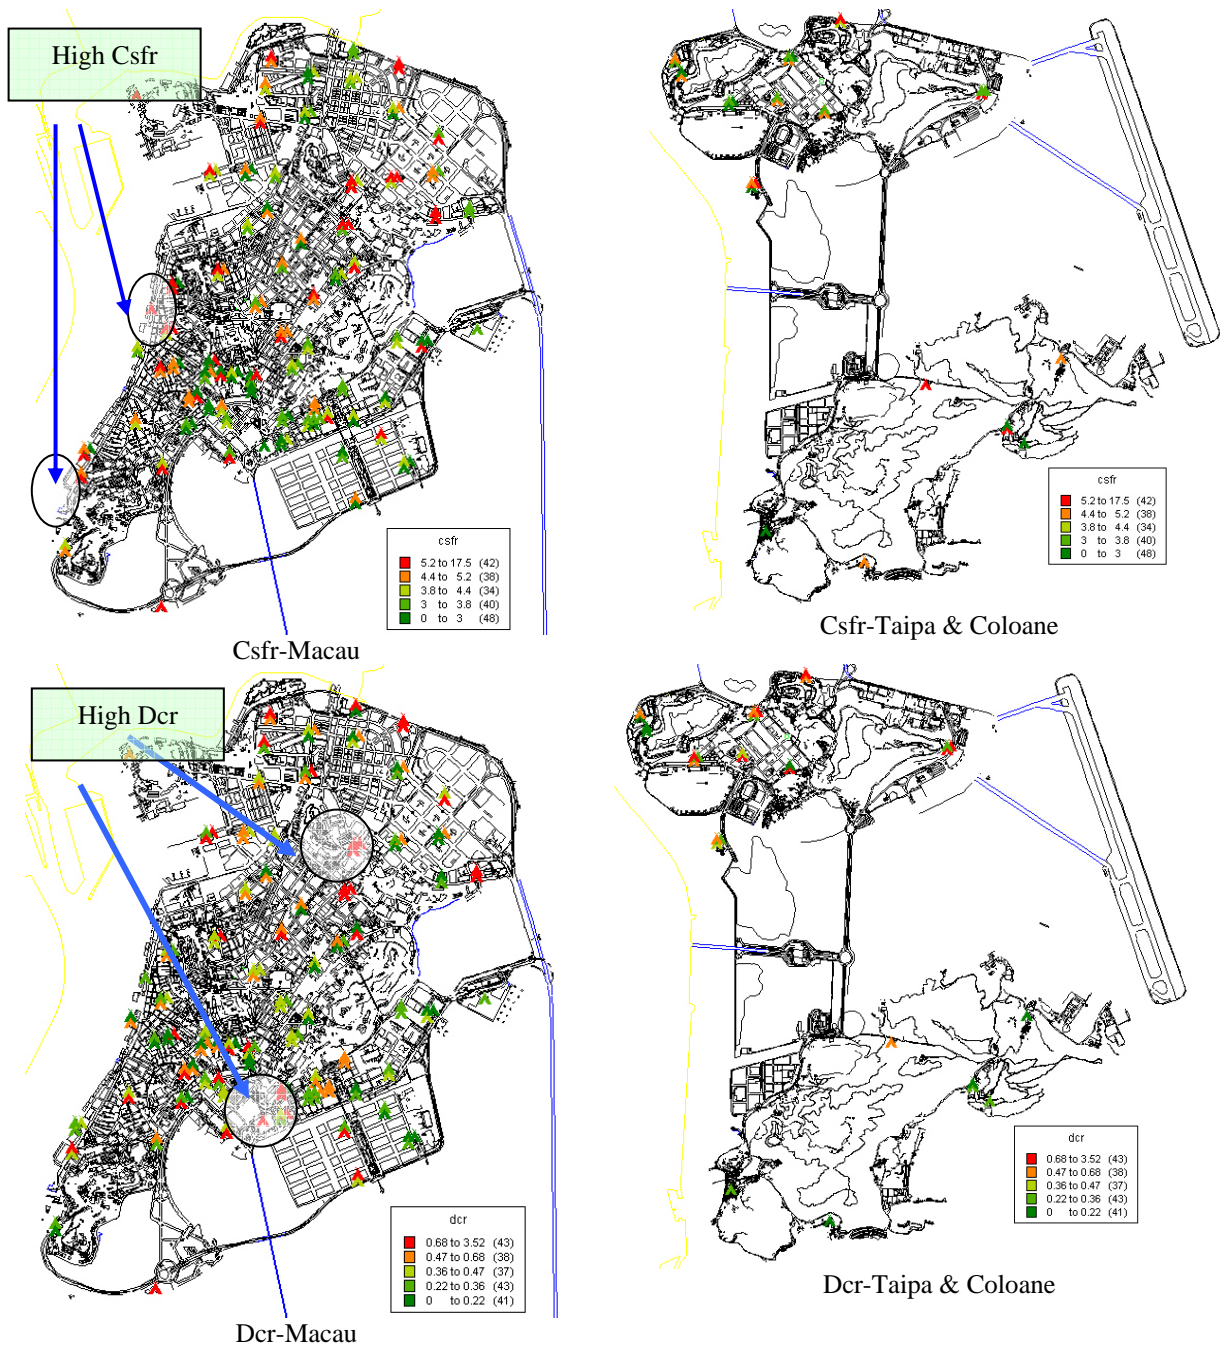 High Csfr
csfr
5.2 to 17.5 (42)
4.4 to 5.2 (38)
3.8 to 4.4 (34)
3 to 3.8 (40)
0 to 3 (48)
Csfr-Macau
csfr
5.2 to 17.5 (42)
4.4 to 5.2 (38)
3.8 to 4.4 (34)
3 to 3.8 (40)
0 to 3 (48)
Csfr-Taipa & Coloane
High Dcr
dcr
0.68 to 3.52 (43)
0.47 to 0.68 (38)
0.36 to 0.47 (37)
0.22 to 0.36 (43)
0 to 0.22 (41)
Dcr-Macau
dcr
0.68 to 3.52 (43)
0.47 to 0.68 (38)
0.36 to 0.47 (37)
0.22 to 0.36 (43)
0 to 0.22 (41)
Dcr-Taipa & Coloane